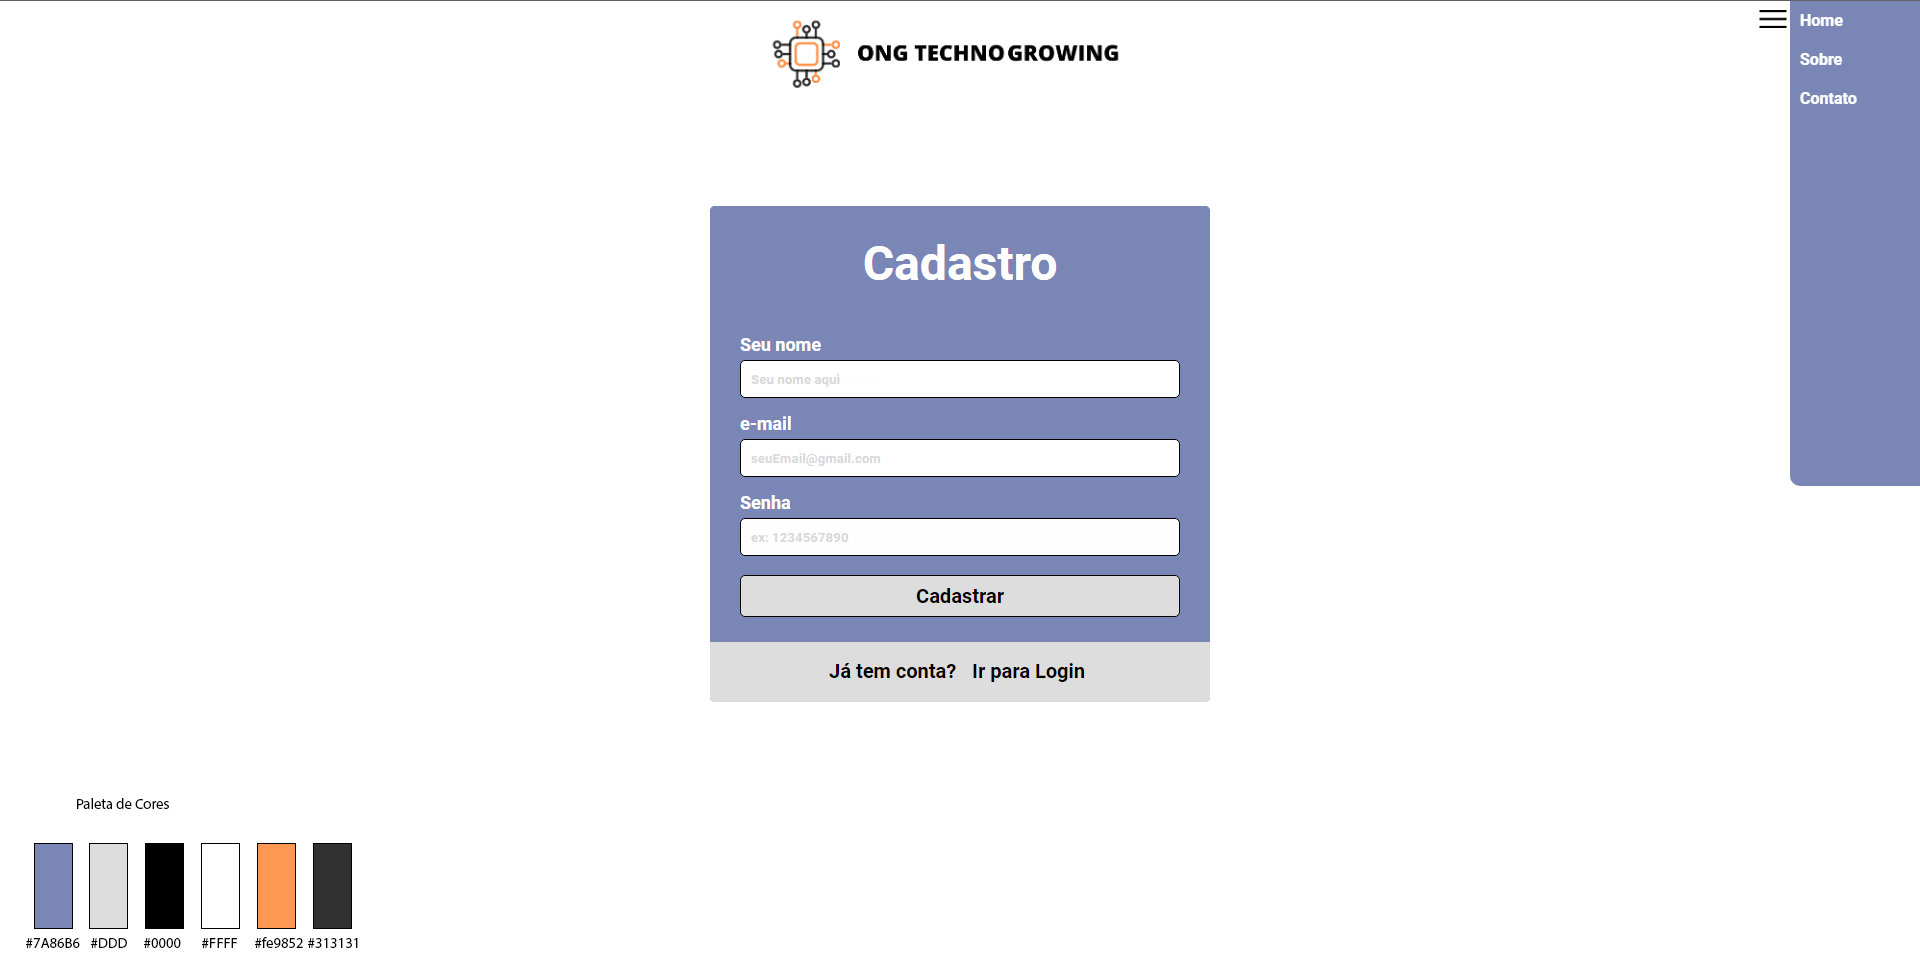 ONG TECHNO GROWING
Home
Sobre
Contato
Cadastro
Seu nome
Seu nome aqui
e-mail
seuEmail@gmail.com
Senha
ex: 1234567890
Cadastrar
Já tem conta? Ir para Login
Paleta de Cores
#7A86B6 #DDD #0000 #FFFF #fe9852 #313131